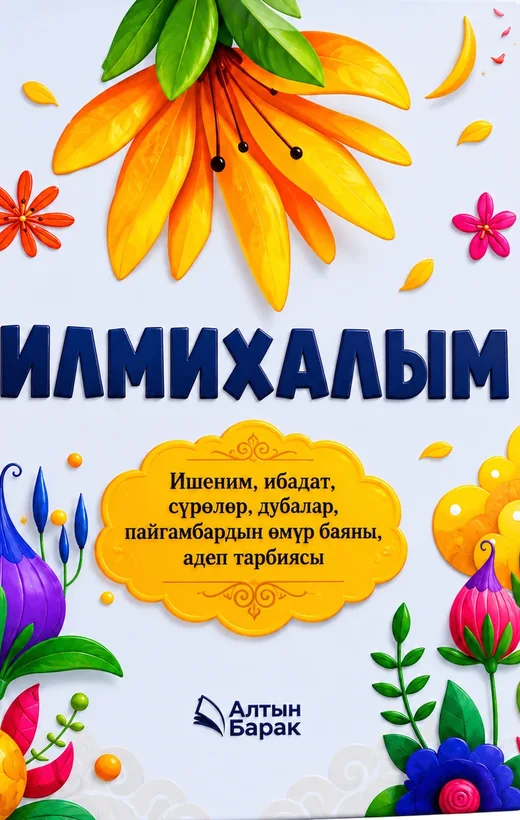 ИЛМИХАЛЫМ
Ишеним, ибадат,
сүрөлөр, дубалар,
пайгамбардын өмүр баяны,
адеп тарбиясы
Алтын
Барак